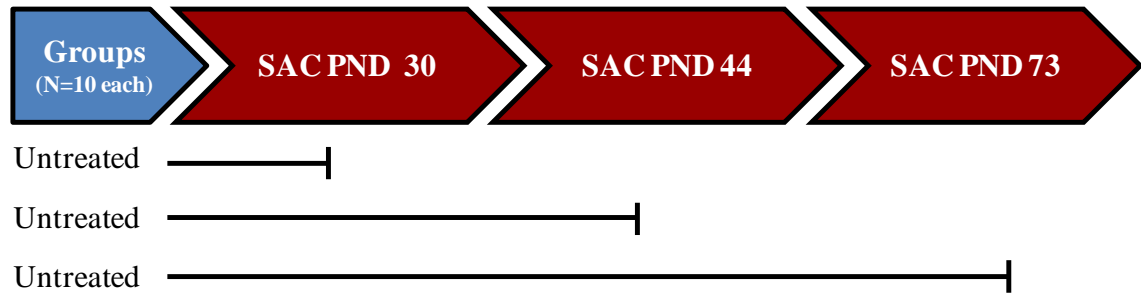 Groups
(N=10 each)
SAC PND 30
SAC PND 44
SAC PND 73
Untreated
Untreated
Untreated